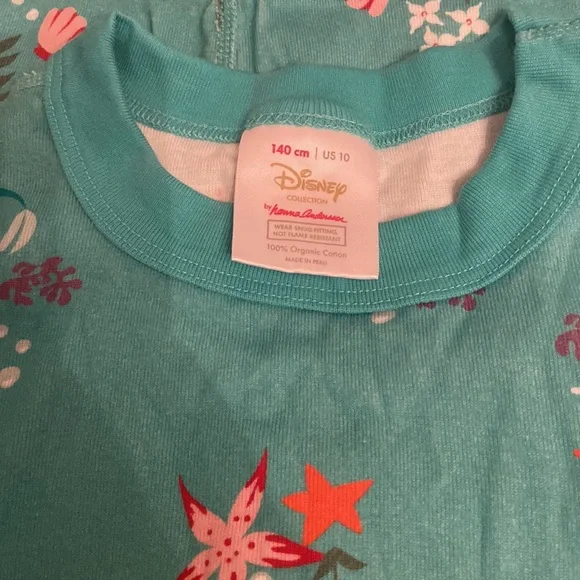 140 cm | US 10
Disney
COLLECTION
by hanna andersson
WEAR SNUG-FITTING,
NOT FLAME RESISTANT
100% Organic Cotton
MADE IN PERU